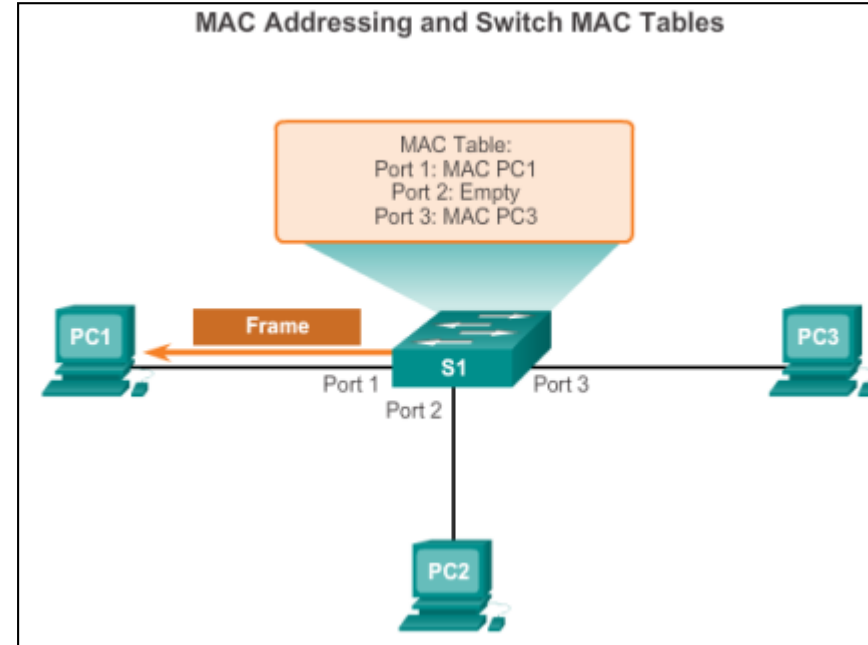 MAC Addressing and Switch MAC Tables
MAC Table:
Port 1: MAC PC1
Port 2: Empty
Port 3: MAC PC3
PC1
Frame
S1
PC3
Port 1
Port 3
Port 2
PC2